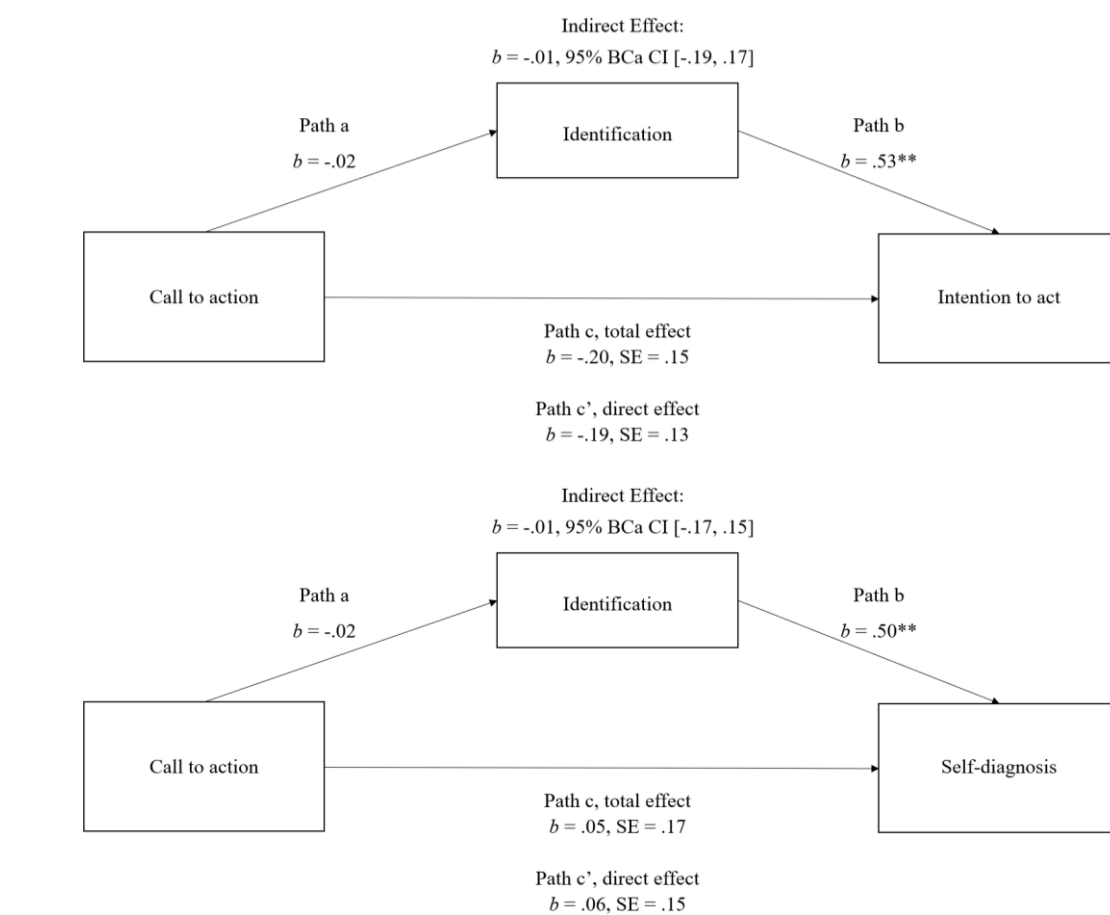 Indirect Effect:
b = -.01, 95% BCa CI [-.19, .17]
Path a
b = -.02
Identification
Path b
b = .53**
Call to action
Intention to act
Path c, total effect
b = -.20, SE = .15
Path c’, direct effect
b = -.19, SE = .13
Indirect Effect:
b = -.01, 95% BCa CI [-.17, .15]
Path a
b = -.02
Identification
Path b
b = .50**
Call to action
Self-diagnosis
Path c, total effect
b = .05, SE = .17
Path c’, direct effect
b = .06, SE = .15